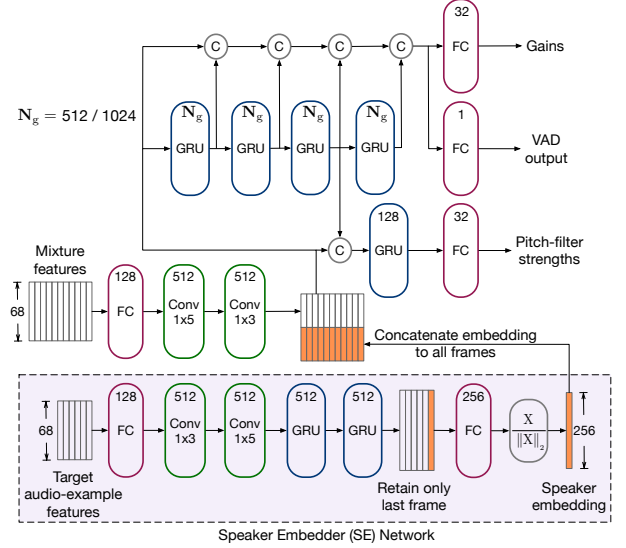 32
FC
Gains
C
C
C
C
N_g = 512 / 1024
N_g
GRU
N_g
GRU
N_g
GRU
N_g
GRU
1
FC
VAD
output
C
128
GRU
32
FC
Pitch-filter
strengths
Mixture
features
68
128
FC
512
Conv
1x5
512
Conv
1x3
Concatenate embedding
to all frames
68
Target
audio-example
features
128
FC
512
Conv
1x3
512
Conv
1x5
512
GRU
512
GRU
Retain only
last frame
256
FC
X
‖X‖₂
256
Speaker
embedding
Speaker Embedder (SE) Network